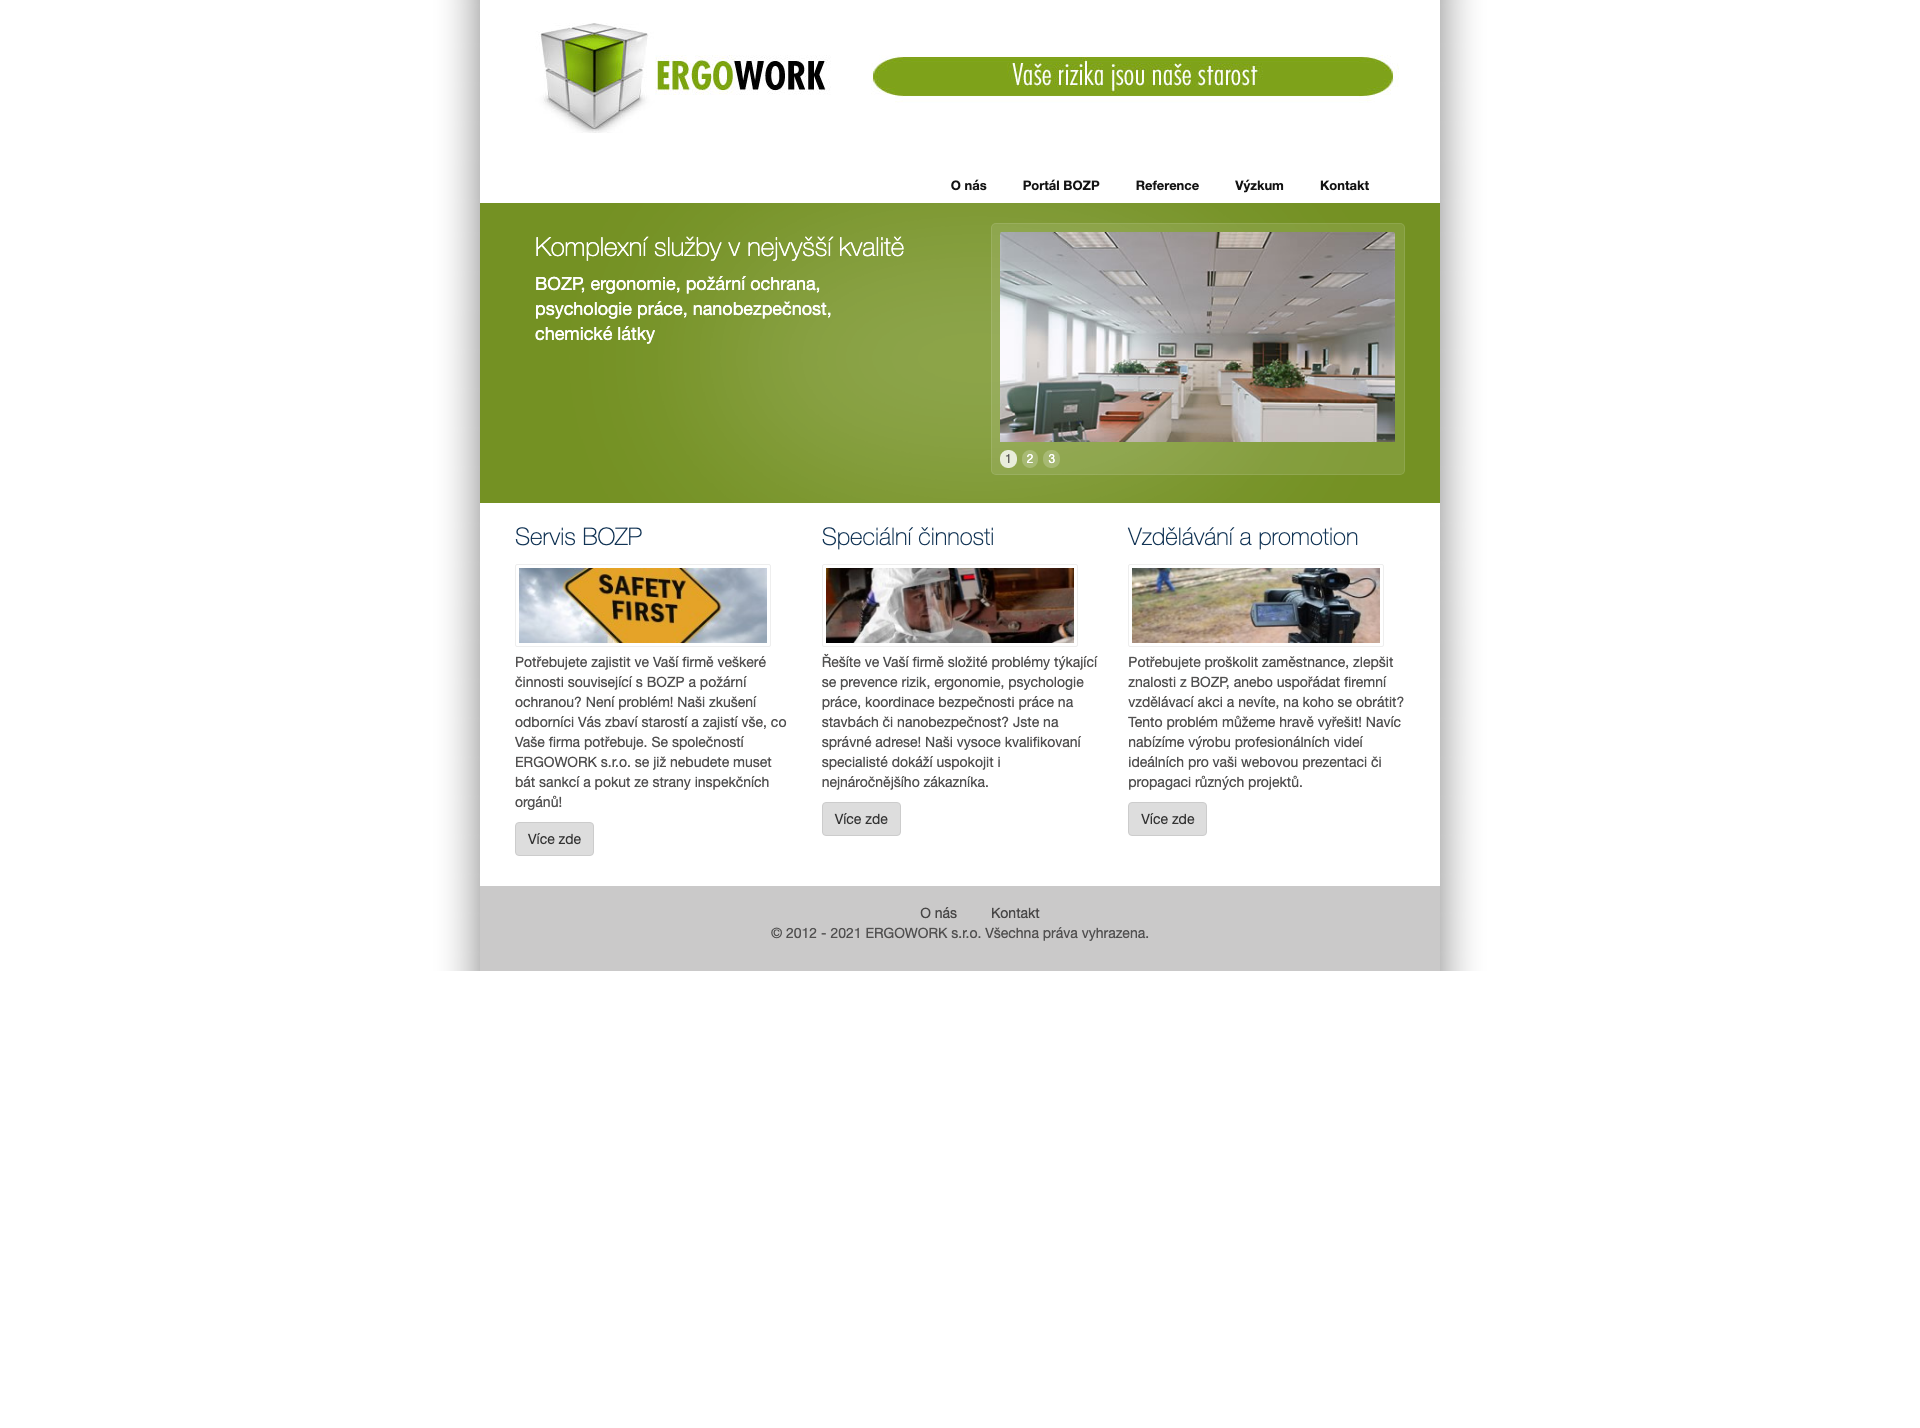 ERGOWORK
Vaše rizika jsou naše starost
O nás
Portál BOZP
Reference
Výzkum
Kontakt
Komplexní služby v nejvyšší kvalitě
BOZP, ergonomie, požární ochrana,
psychologie práce, nanobezpečnost,
chemické látky
1 2 3
Servis BOZP
SAFETY
FIRST
Potřebujete zajistit ve Vaší firmě veškeré
činnosti související s BOZP a požární
ochranou? Není problém! Naši zkušení
odborníci Vás zbaví starostí a zajistí vše, co
Vaše firma potřebuje. Se společností
ERGOWORK s.r.o. se již nebudete muset
bát sankcí a pokut ze strany inspekčních
orgánů!
Více zde
Speciální činnosti
Řešíte ve Vaší firmě složité problémy týkající
se prevence rizik, ergonomie, psychologie
práce, koordinace bezpečnosti práce na
stavbách či nanobezpečnost? Jste na
správné adrese! Naši vysoce kvalifikovaní
specialisté dokáží uspokojit i
nejnáročnějšího zákazníka.
Více zde
Vzdělávání a promotion
Potřebujete proškolit zaměstnance, zlepšit
znalosti z BOZP, anebo uspořádat firemní
vzdělávací akci a nevíte, na koho se obrátit?
Tento problém můžeme hravě vyřešit! Navíc
nabízíme výrobu profesionálních videí
ideálních pro vaši webovou prezentaci či
propagaci různých projektů.
Více zde
O nás
Kontakt
© 2012 - 2021 ERGOWORK s.r.o. Všechna práva vyhrazena.